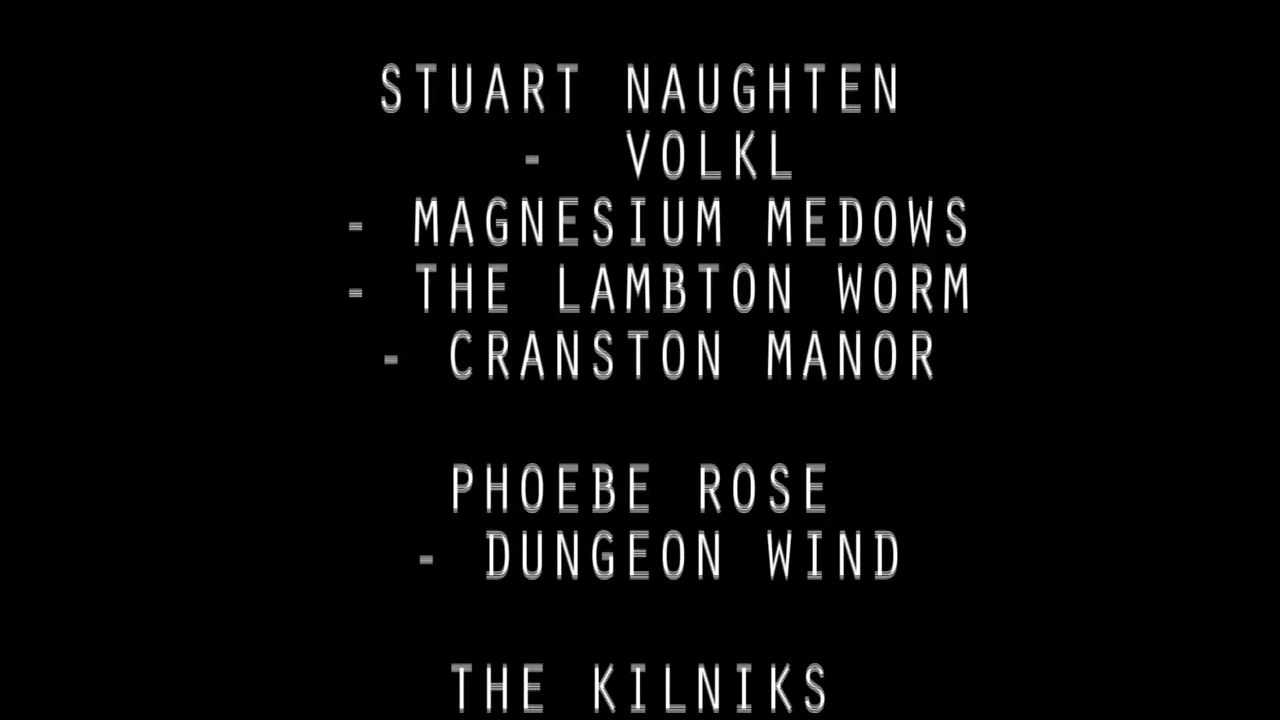 STUART NAUGHTEN
- VOLKL
- MAGNESIUM MEDOWS
- THE LAMBTON WORM
- CRANSTON MANOR
PHOEBE ROSE
- DUNGEON WIND
THE KILNIKS